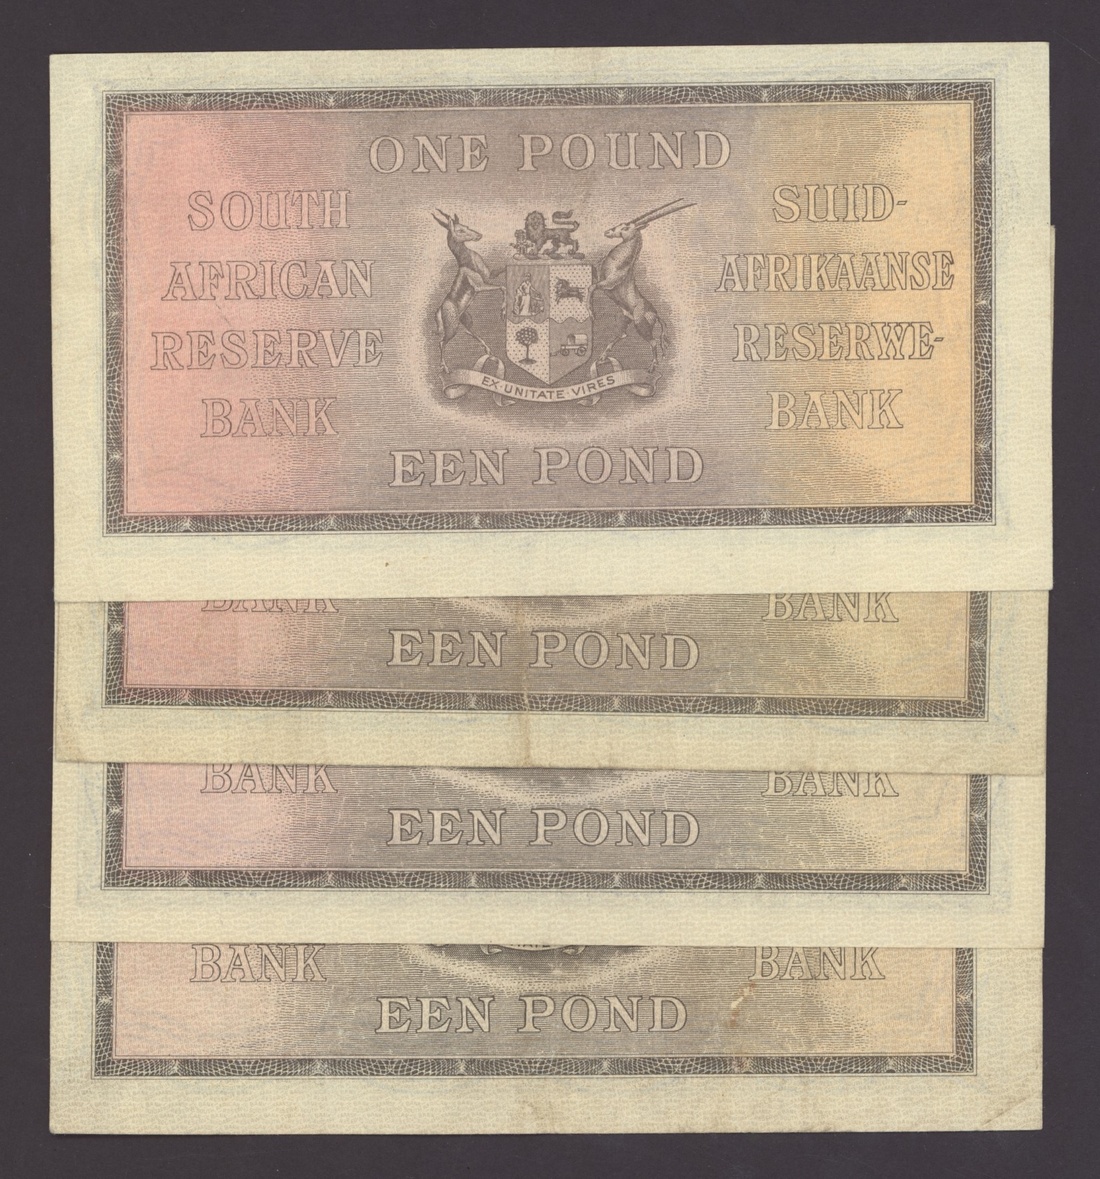 ONE POUND
SOUTH
AFRICAN
RESERVE
BANK
SUID-
AFRIKAANSE
RESERWE-
BANK
EX·UNITATE·VIRES
EEN POND
BANK
BANK
EEN POND
BANK
BANK
EEN POND
BANK
BANK
EEN POND